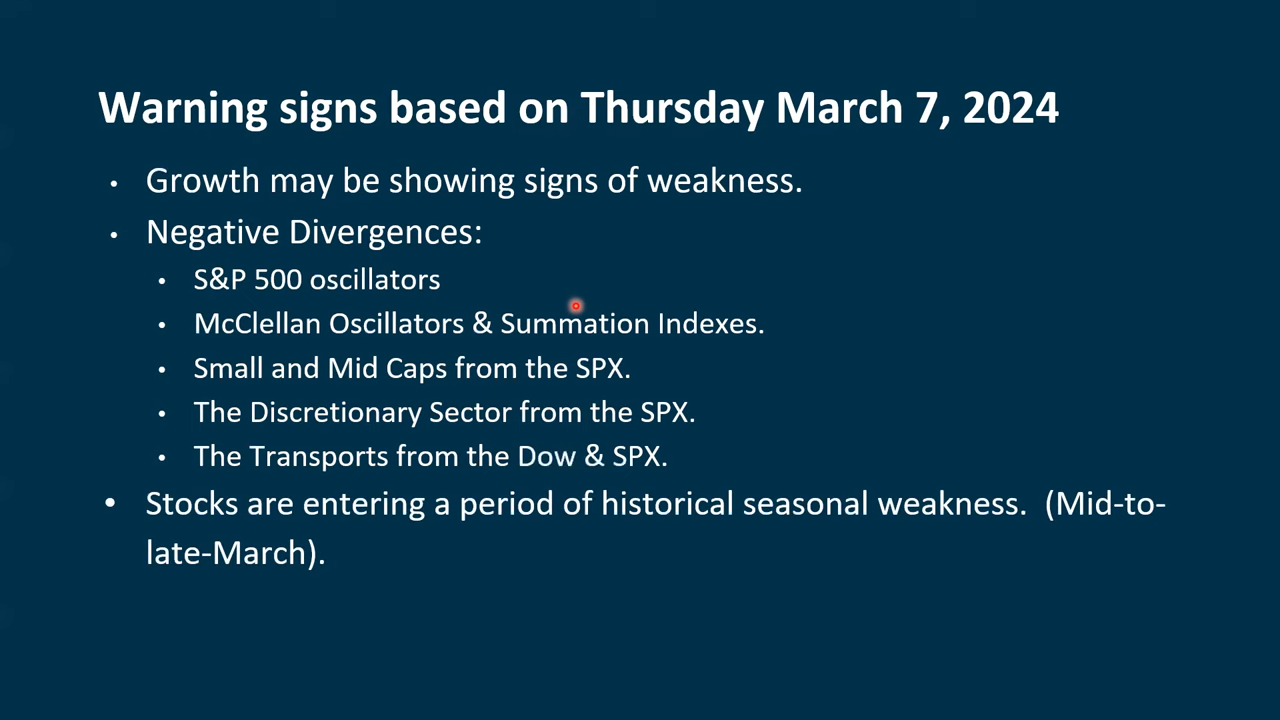 Warning signs based on Thursday March 7, 2024
• Growth may be showing signs of weakness.
• Negative Divergences:
• S&P 500 oscillators
• McClellan Oscillators & Summation Indexes.
• Small and Mid Caps from the SPX.
• The Discretionary Sector from the SPX.
• The Transports from the Dow & SPX.
• Stocks are entering a period of historical seasonal weakness.  (Mid-to-
late-March).